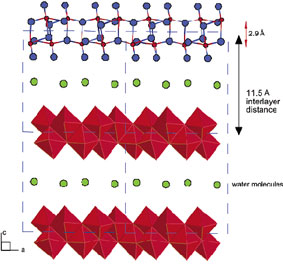 2.9 Å
11.5 A
interlayer
distance
water molecules
c
a